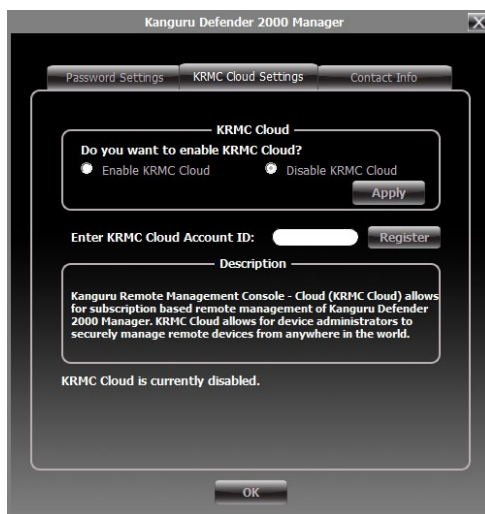 Kanguru Defender 2000 Manager
X
Password Settings
KRMC Cloud Settings
Contact Info
KRMC Cloud
Do you want to enable KRMC Cloud?
Enable KRMC Cloud
Disable KRMC Cloud
Apply
Enter KRMC Cloud Account ID:
Register
Description
Kanguru Remote Management Console - Cloud (KRMC Cloud) allows
for subscription based remote management of Kanguru Defender
2000 Manager. KRMC Cloud allows for device administrators to
securely manage remote devices from anywhere in the world.
KRMC Cloud is currently disabled.
OK